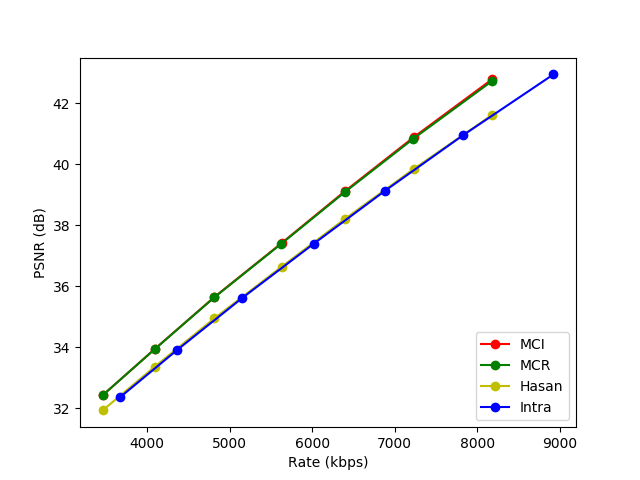 42
40
38
36
34
32
PSNR (dB)
4000 5000 6000 7000 8000 9000
Rate (kbps)
MCI
MCR
Hasan
Intra